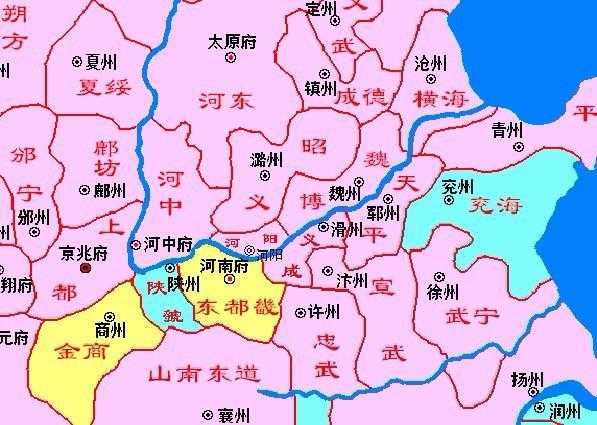 朔方
定州
义武
夏州
夏绥
太原府
河东
镇州
成德
沧州
横海
平
青州
州
邠宁
邠州
鄜坊
鄜州
河中
潞州
昭义
魏博
魏州
天平
郓州
兖州
兖海
上都
京兆府
河中府
河阳
河阳
滑州
义成
翔府
陕州
陕虢
河南府
东都畿
汴州
宣武
徐州
武宁
元府
商州
金商
许州
忠武
山南东道
襄州
扬州
润州